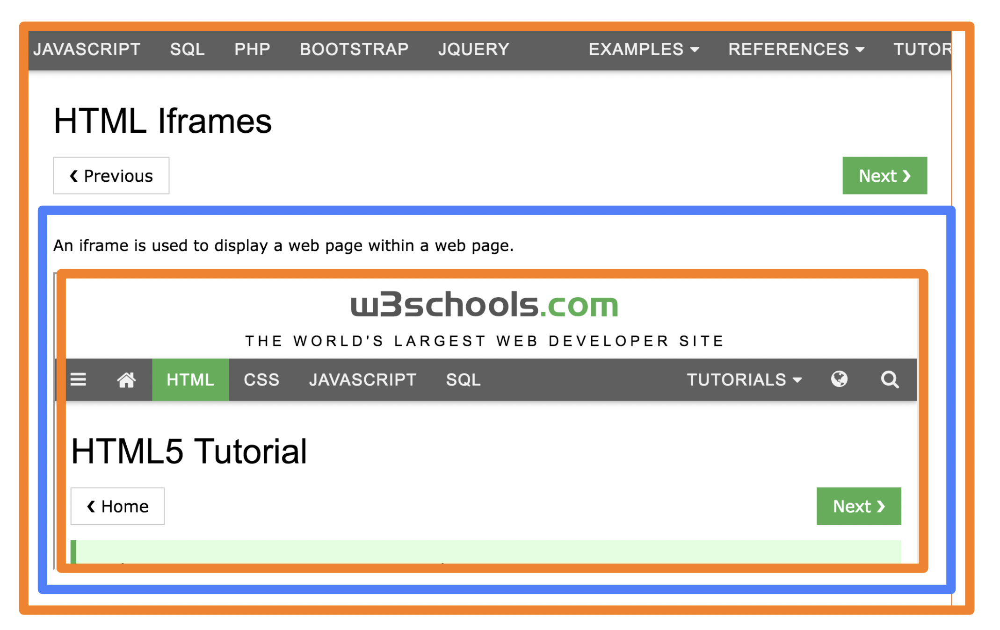 JAVASCRIPT SQL PHP BOOTSTRAP JQUERY EXAMPLES REFERENCES TUTOR
HTML Iframes
❮ Previous Next ❯
An iframe is used to display a web page within a web page.
w3schools.com
THE WORLD'S LARGEST WEB DEVELOPER SITE
HTML CSS JAVASCRIPT SQL TUTORIALS
HTML5 Tutorial
❮ Home Next ❯